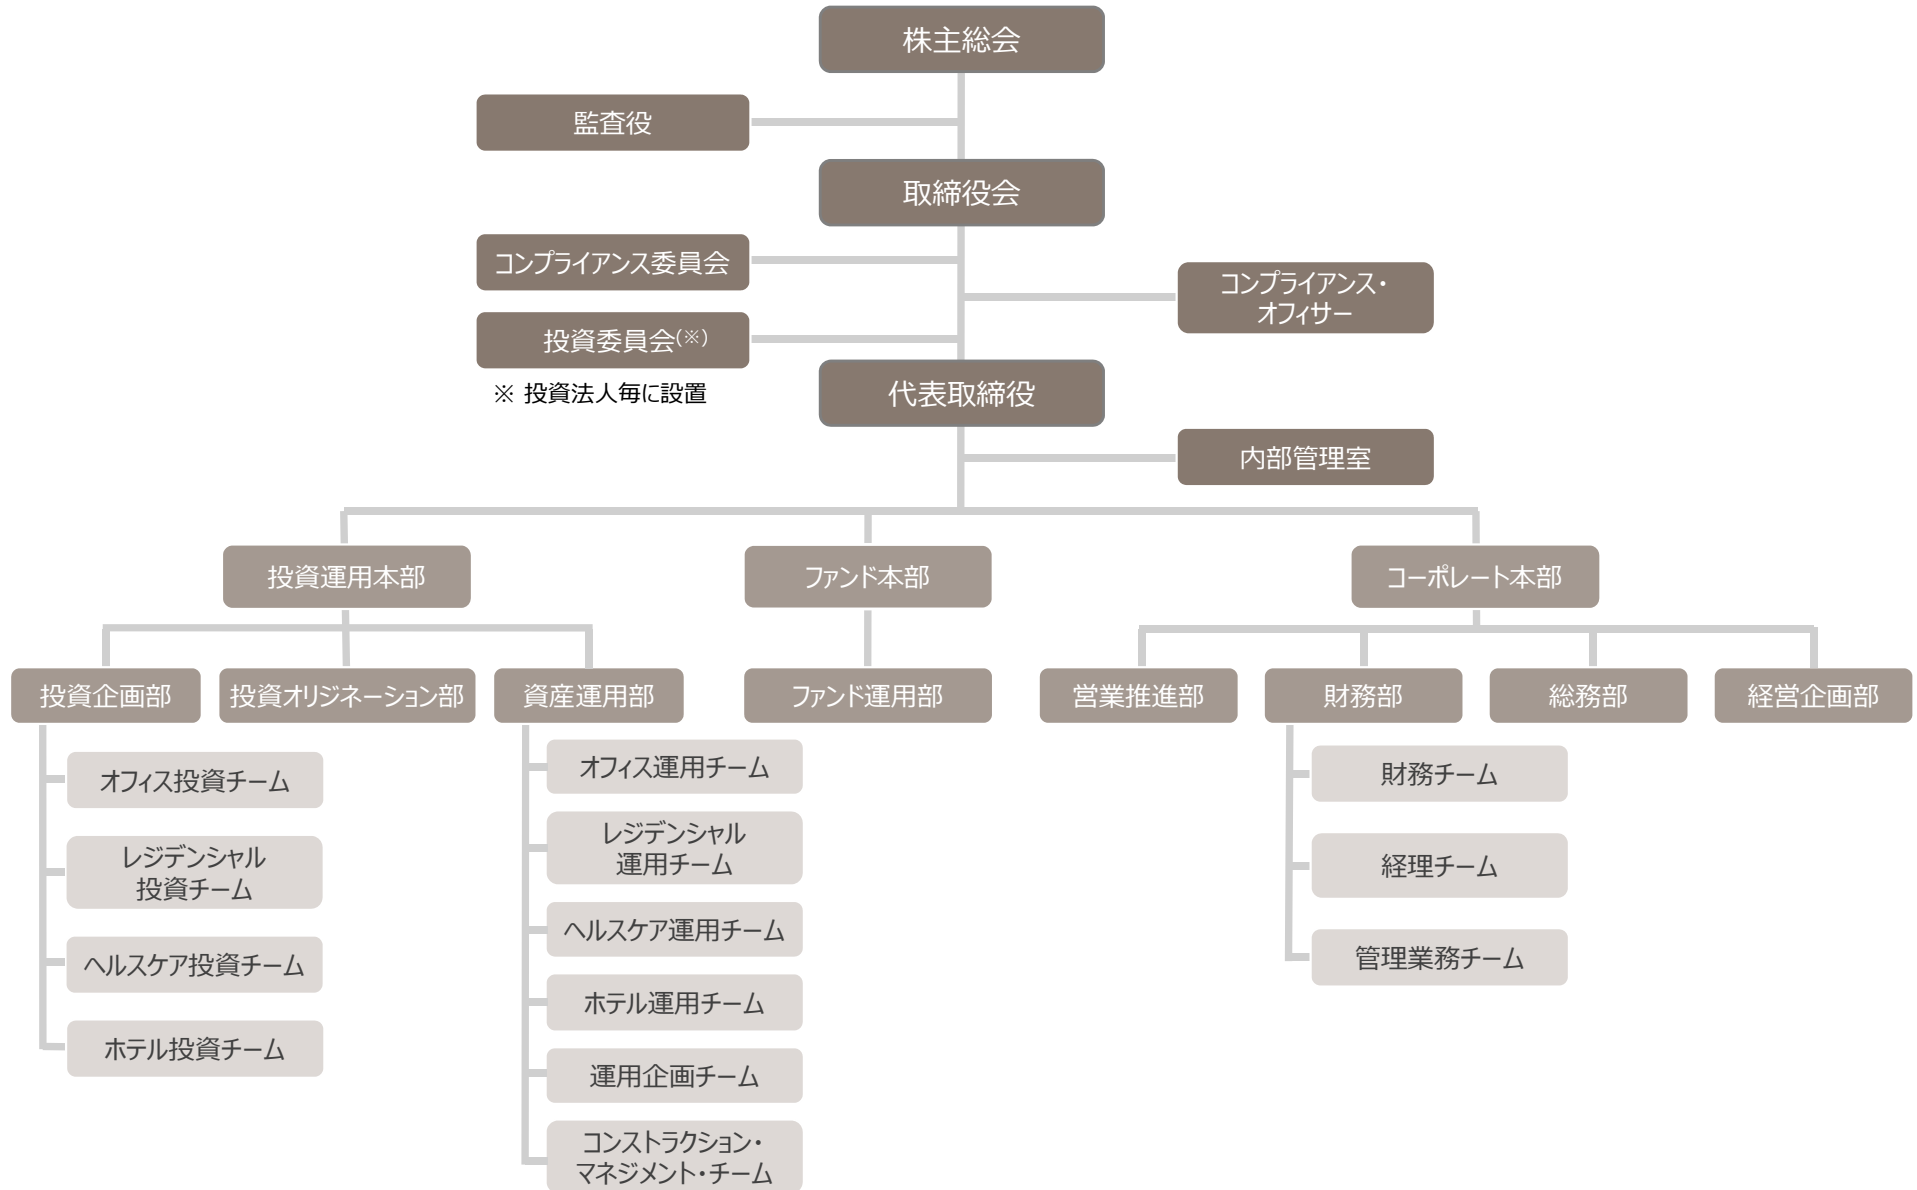 株主総会
監査役
取締役会
コンプライアンス委員会
コンプライアンス・
オフィサー
投資委員会(※)
※ 投資法人毎に設置
代表取締役
内部管理室
投資運用本部
ファンド本部
コーポレート本部
投資企画部
投資オリジネーション部
資産運用部
ファンド運用部
営業推進部
財務部
総務部
経営企画部
オフィス投資チーム
レジデンシャル
投資チーム
ヘルスケア投資チーム
ホテル投資チーム
オフィス運用チーム
レジデンシャル
運用チーム
ヘルスケア運用チーム
ホテル運用チーム
運用企画チーム
コンストラクション・
マネジメント・チーム
財務チーム
経理チーム
管理業務チーム